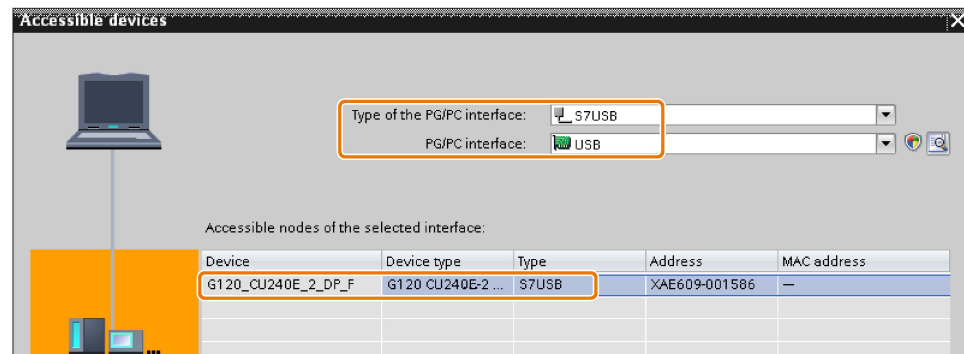 Accessible devices
Type of the PG/PC interface: S7USB
PG/PC interface: USB
Accessible nodes of the selected interface:
Device Device type Type Address MAC address
G120_CU240E_2_DP_F G120 CU240E-2 ... S7USB XAE609-001586 —